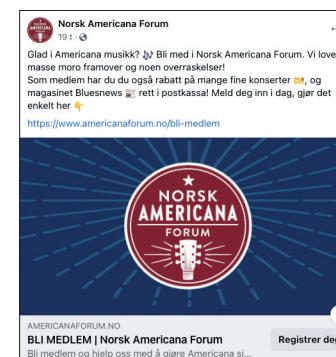 Norsk Americana Forum
19 t ·
Glad i Americana musikk? 🎶 Bli med i Norsk Americana Forum. Vi love
masse moro framover og noen overraskelser!
Som medlem har du du også rabatt på mange fine konserter 🎫, og
magasinet Bluesnews 📰 rett i postkassa! Meld deg inn i dag, gjør det
enkelt her 👇
https://www.americanaforum.no/bli-medlem
NORSK
AMERICANA
FORUM
AMERICANAFORUM.NO
BLI MEDLEM | Norsk Americana Forum
Registrer deg
Bli medlem og hjelp oss med å gjøre Americana si...